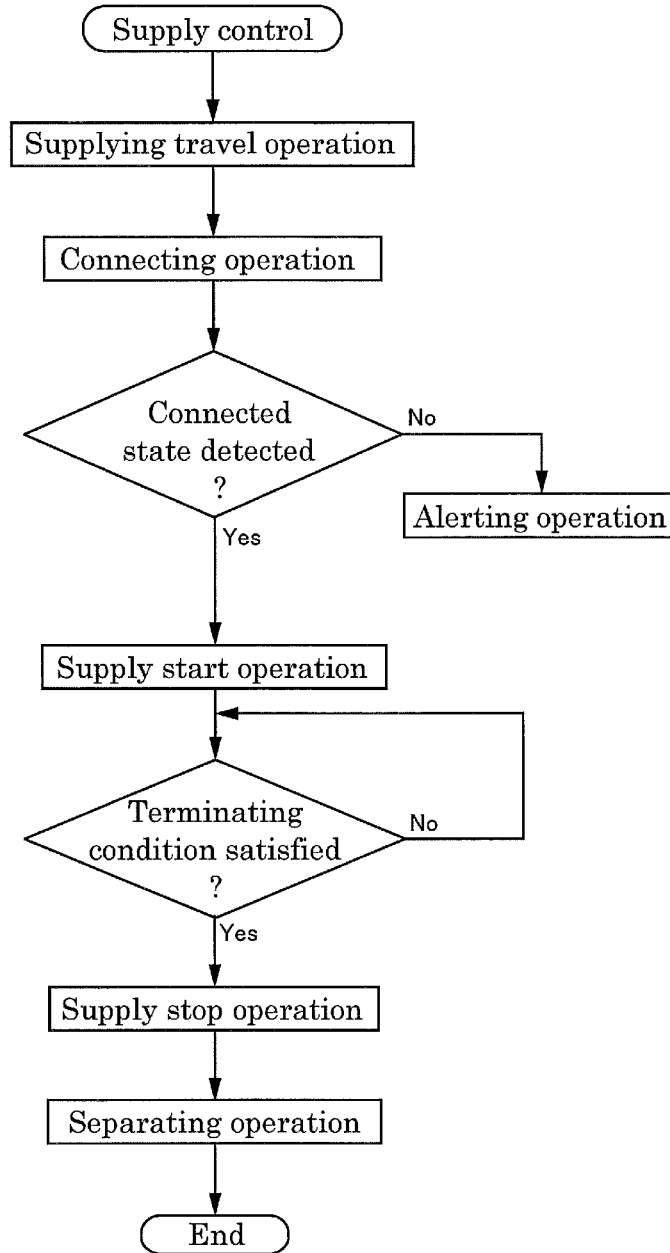 Supply control
Supplying travel operation
Connecting operation
Connected
state detected
?
No
Alerting operation
Yes
Supply start operation
Terminating
condition satisfied
?
No
Yes
Supply stop operation
Separating operation
End